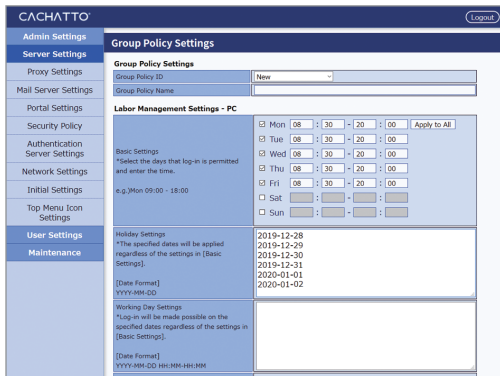 CACHATTO
Logout
Admin Settings
Server Settings
Proxy Settings
Mail Server Settings
Portal Settings
Security Policy
Authentication
Server Settings
Network Settings
Initial Settings
Top Menu Icon
Settings
User Settings
Maintenance
Group Policy Settings
Group Policy Settings
Group Policy ID
New
Group Policy Name
Labor Management Settings - PC
Basic Settings
*Select the days that log-in is permitted
and enter the time.
e.g.)Mon 09:00 - 18:00
Mon 08 : 30 - 20 : 00 Apply to All
Tue 08 : 30 - 20 : 00
Wed 08 : 30 - 20 : 00
Thu 08 : 30 - 20 : 00
Fri 08 : 30 - 20 : 00
Sat : - :
Sun : - :
Holiday Settings
*The specified dates will be applied
regardless of the settings in [Basic
Settings].
[Date Format]
YYYY-MM-DD
2019-12-28
2019-12-29
2019-12-30
2019-12-31
2020-01-01
2020-01-02
Working Day Settings
*Log-in will be made possible on the
specified dates regardless of the settings in
[Basic Settings].
[Date Format]
YYYY-MM-DD HH:MM-HH:MM